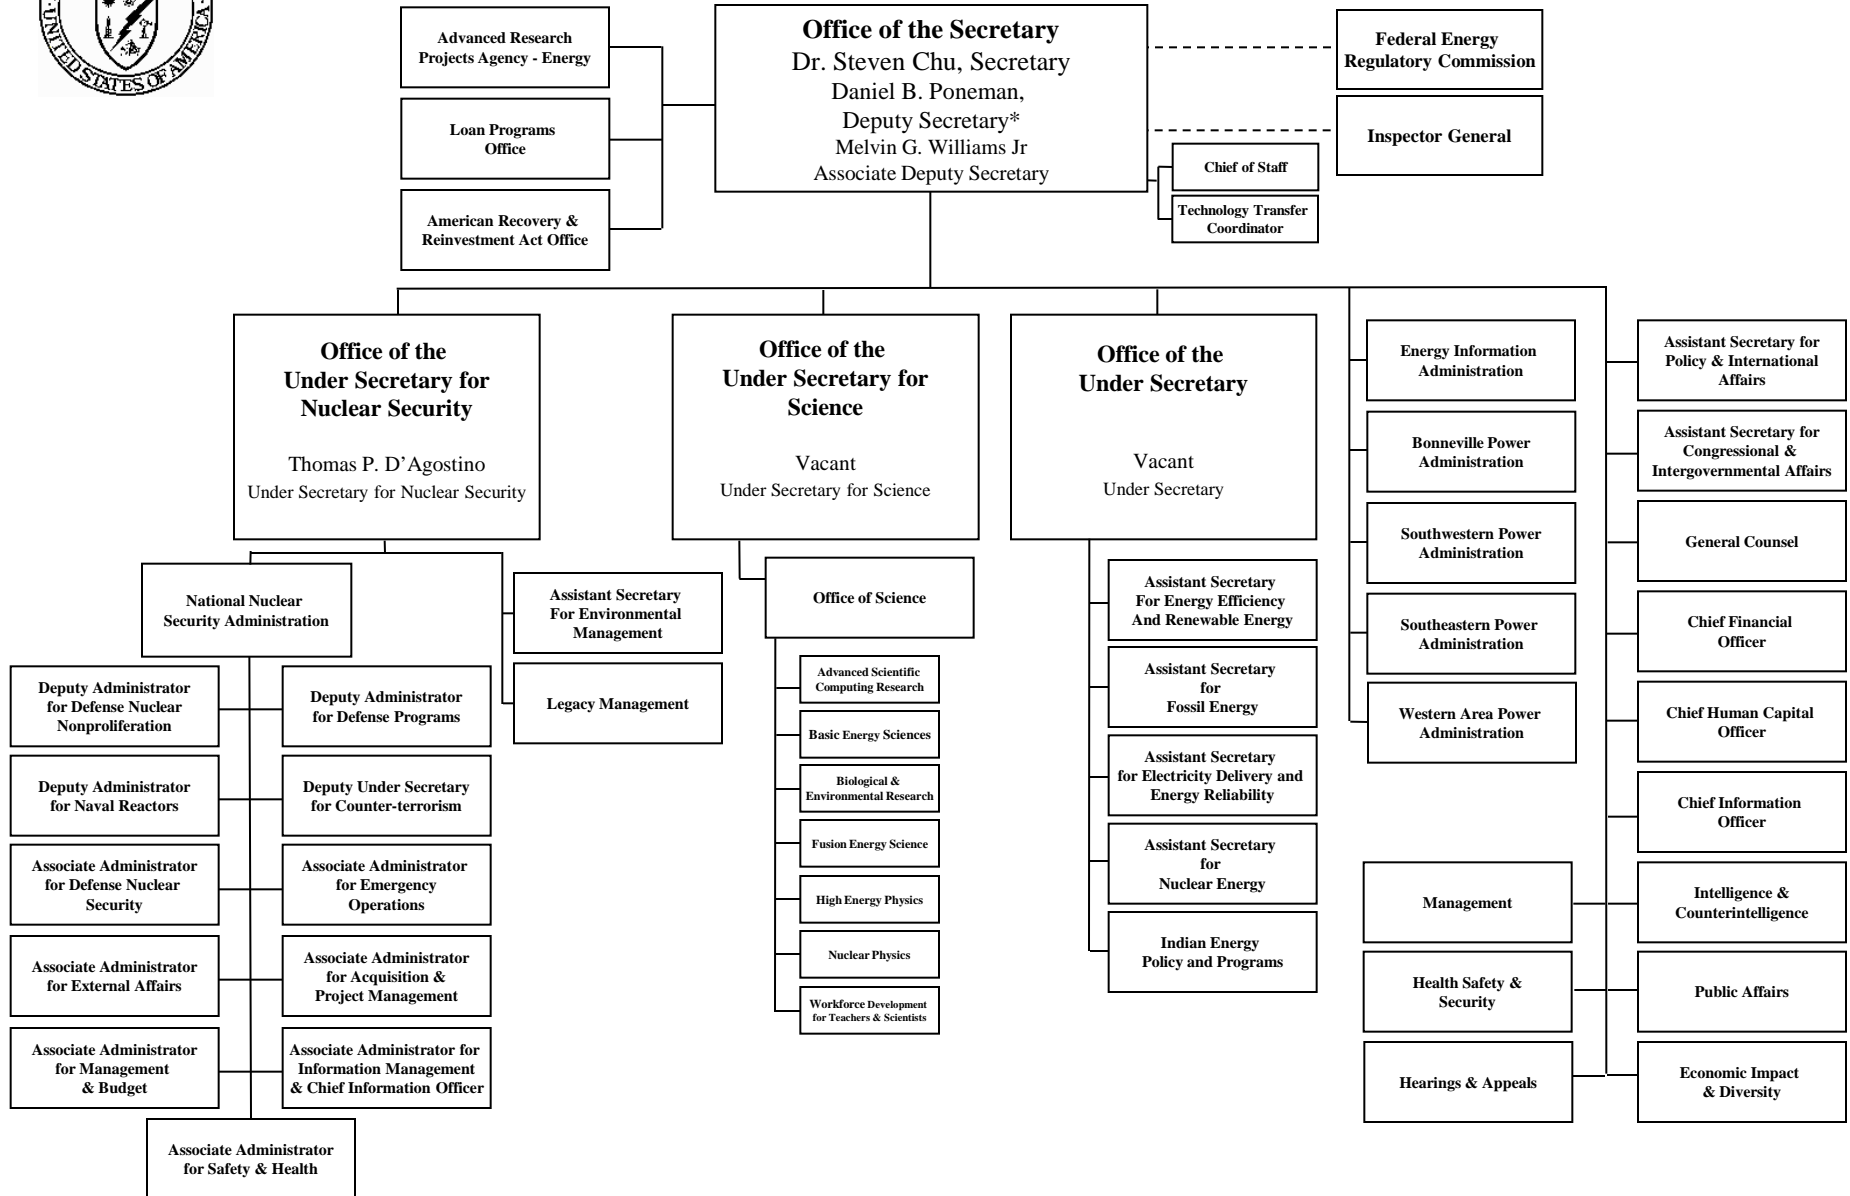 UNITED STATES OF AMERICA
Advanced Research
Projects Agency - Energy
Loan Programs
Office
American Recovery &
Reinvestment Act Office
Office of the Secretary
Dr. Steven Chu, Secretary
Daniel B. Poneman,
Deputy Secretary*
Melvin G. Williams Jr
Associate Deputy Secretary
Federal Energy
Regulatory Commission
Inspector General
Chief of Staff
Technology Transfer
Coordinator
Office of the
Under Secretary for
Nuclear Security
Thomas P. D’Agostino
Under Secretary for Nuclear Security
Office of the
Under Secretary for
Science
Vacant
Under Secretary for Science
Office of the
Under Secretary
Vacant
Under Secretary
National Nuclear
Security Administration
Assistant Secretary
For Environmental
Management
Legacy Management
Deputy Administrator
for Defense Nuclear
Nonproliferation
Deputy Administrator
for Defense Programs
Deputy Administrator
for Naval Reactors
Deputy Under Secretary
for Counter-terrorism
Associate Administrator
for Defense Nuclear
Security
Associate Administrator
for Emergency
Operations
Associate Administrator
for External Affairs
Associate Administrator
for Acquisition &
Project Management
Associate Administrator
for Management
& Budget
Associate Administrator for
Information Management
& Chief Information Officer
Associate Administrator
for Safety & Health
Office of Science
Advanced Scientific
Computing Research
Basic Energy Sciences
Biological &
Environmental Research
Fusion Energy Science
High Energy Physics
Nuclear Physics
Workforce Development
for Teachers & Scientists
Assistant Secretary
For Energy Efficiency
And Renewable Energy
Assistant Secretary
for
Fossil Energy
Assistant Secretary
for Electricity Delivery and
Energy Reliability
Assistant Secretary
for
Nuclear Energy
Indian Energy
Policy and Programs
Energy Information
Administration
Bonneville Power
Administration
Southwestern Power
Administration
Southeastern Power
Administration
Western Area Power
Administration
Assistant Secretary for
Policy & International
Affairs
Assistant Secretary for
Congressional &
Intergovernmental Affairs
General Counsel
Chief Financial
Officer
Chief Human Capital
Officer
Chief Information
Officer
Management
Intelligence &
Counterintelligence
Health Safety &
Security
Public Affairs
Hearings & Appeals
Economic Impact
& Diversity